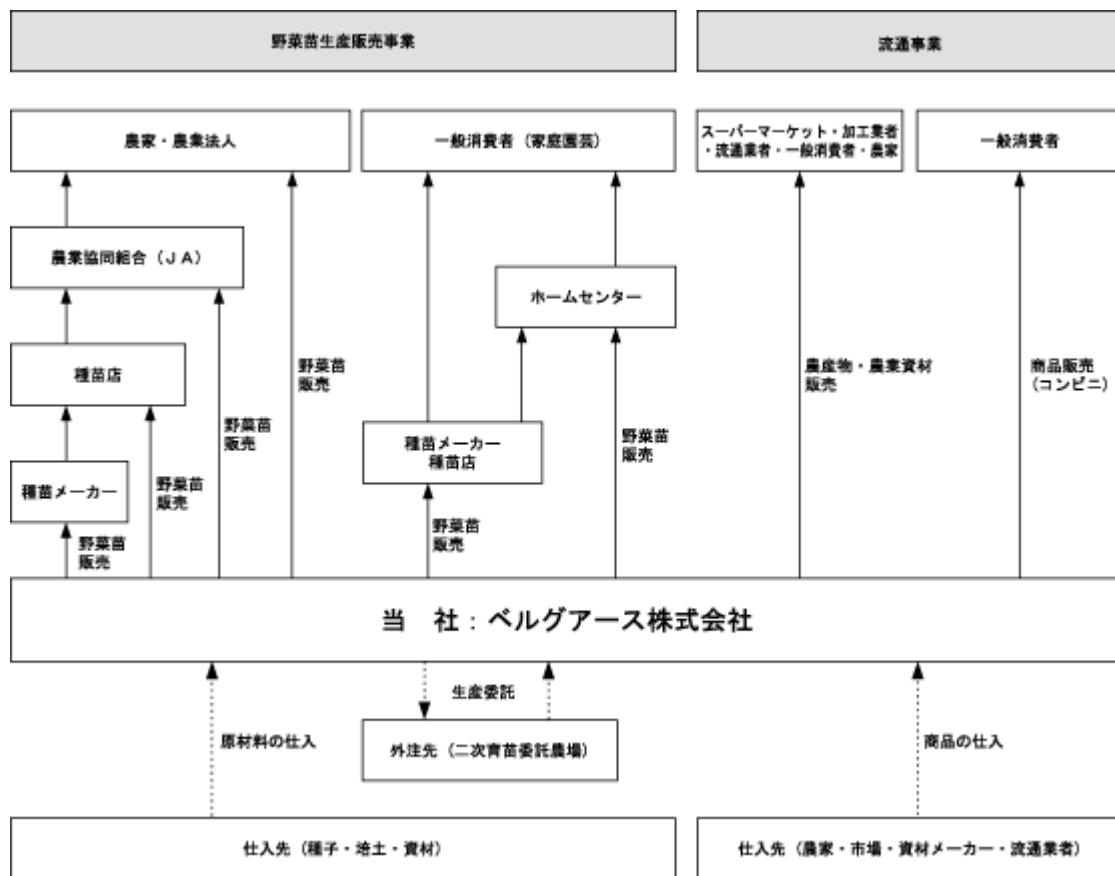 野菜苗生産販売事業
流通事業
農家・農業法人
一般消費者（家庭園芸）
スーパーマーケット・加工業者
・流通業者・一般消費者・農家
一般消費者
農業協同組合（ＪＡ）
ホームセンター
種苗店
野菜苗
販売
農産物・農業資材
販売
商品販売
(コンビニ)
野菜苗
販売
種苗メーカー
種苗店
野菜苗
販売
種苗メーカー
野菜苗
販売
野菜苗
販売
野菜苗
販売
当　社：ベルグアース株式会社
生産委託
原材料の仕入
外注先（二次育苗委託農場）
商品の仕入
仕入先（種子・培土・資材）
仕入先（農家・市場・資材メーカー・流通業者）